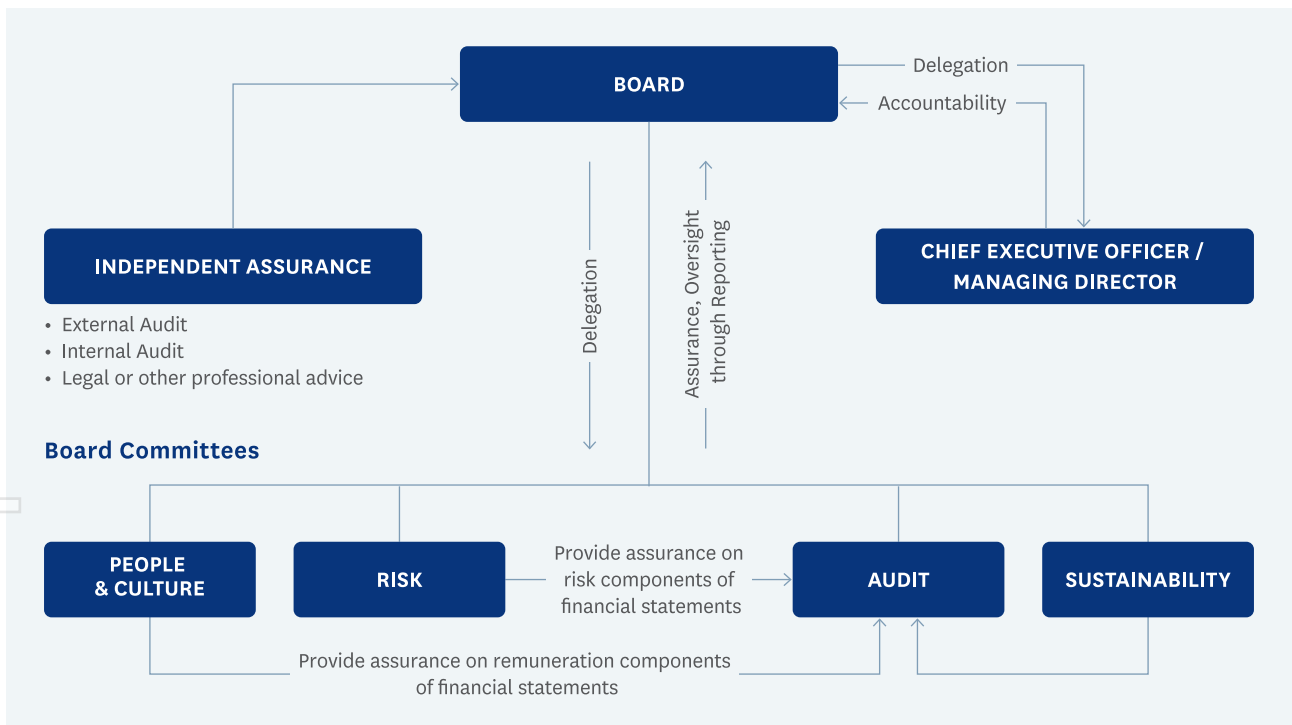 BOARD
Delegation
Accountability
INDEPENDENT ASSURANCE
• External Audit
• Internal Audit
• Legal or other professional advice
Delegation
Assurance, Oversight
through Reporting
CHIEF EXECUTIVE OFFICER /
MANAGING DIRECTOR
Board Committees
PEOPLE
& CULTURE
RISK
Provide assurance on
risk components of
financial statements
AUDIT
SUSTAINABILITY
Provide assurance on remuneration components
of financial statements